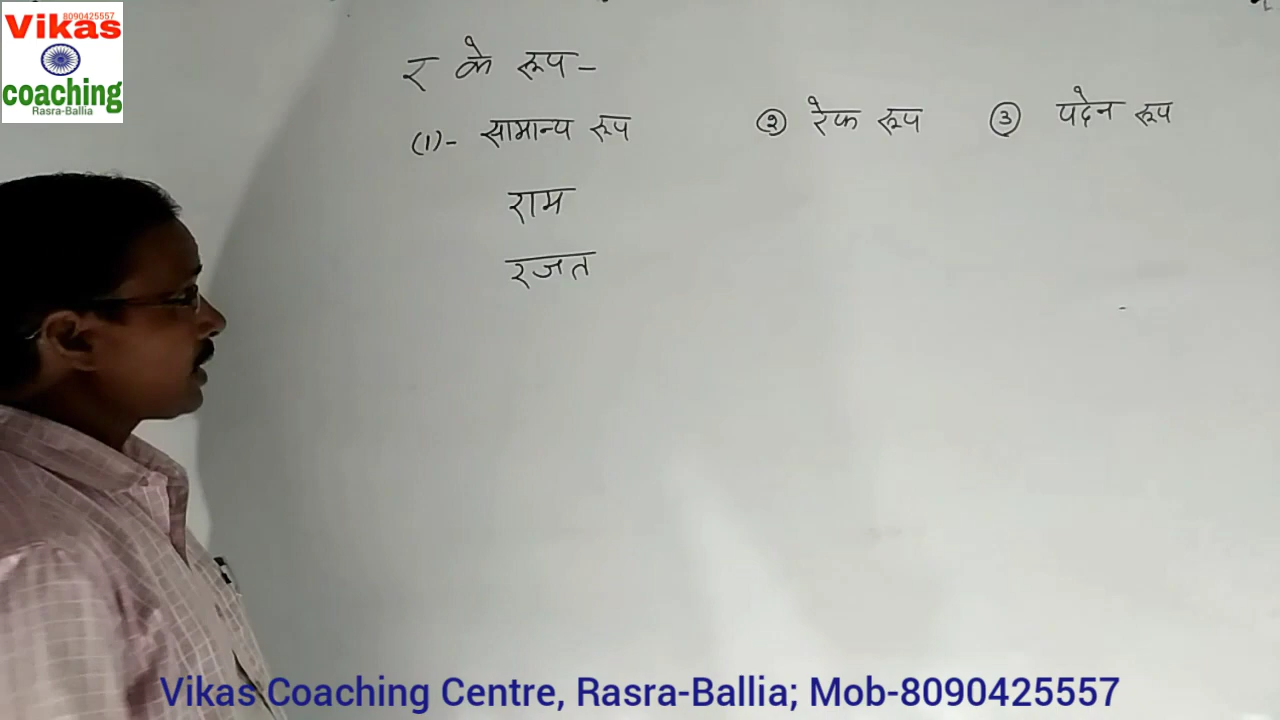 8090425557
Vikas
coaching
Rasra-Ballia
र के रूप-
(1)- सामान्य रूप ② रेफ रूप ③ पदेन रूप
राम
रजत
Vikas Coaching Centre, Rasra-Ballia; Mob-8090425557